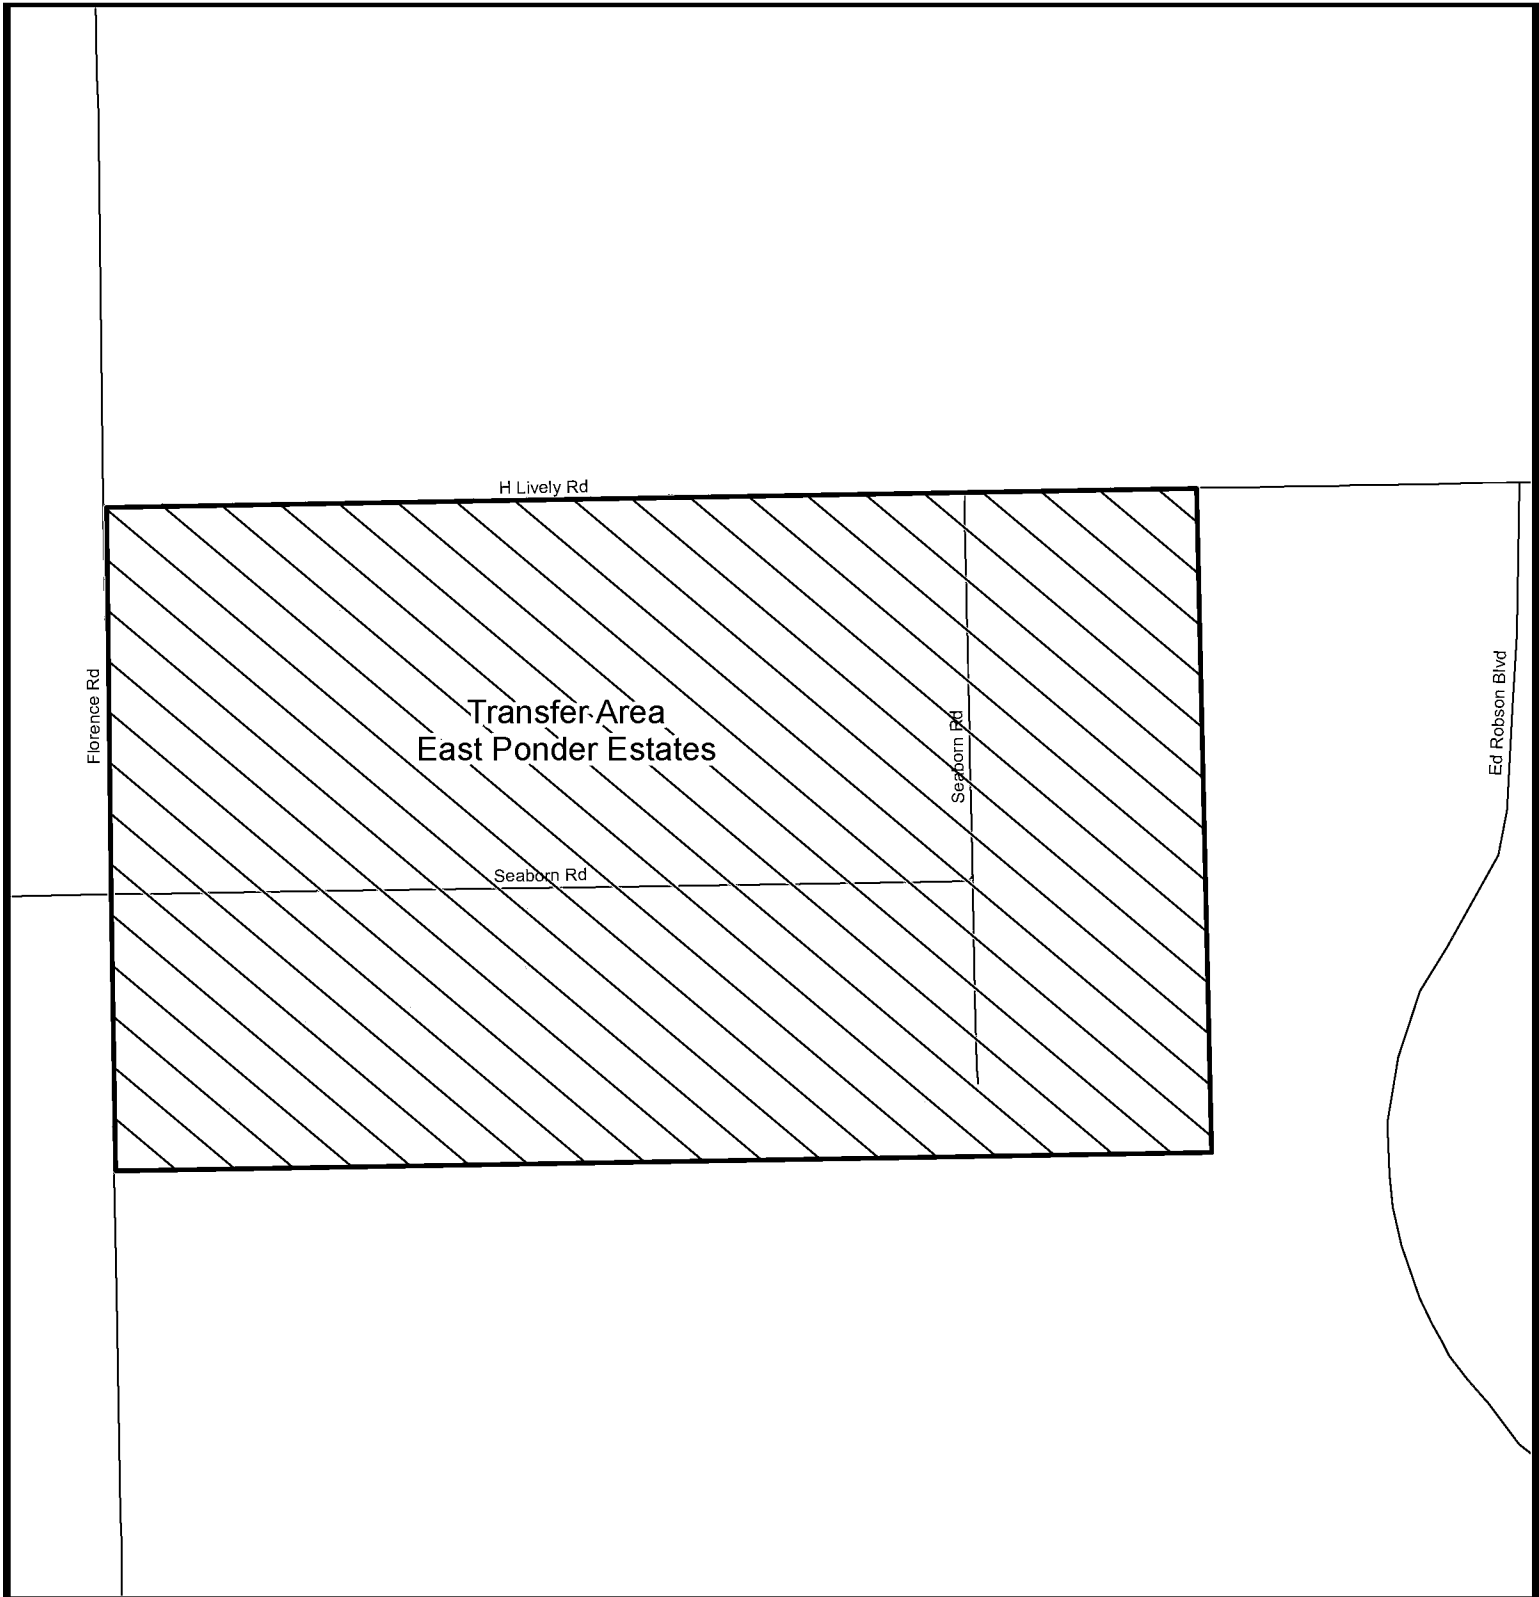 H Lively Rd
Florence Rd
Transfer Area
East Ponder Estates
Seaborn Rd
Ed Robson Blvd
Seaborn Rd